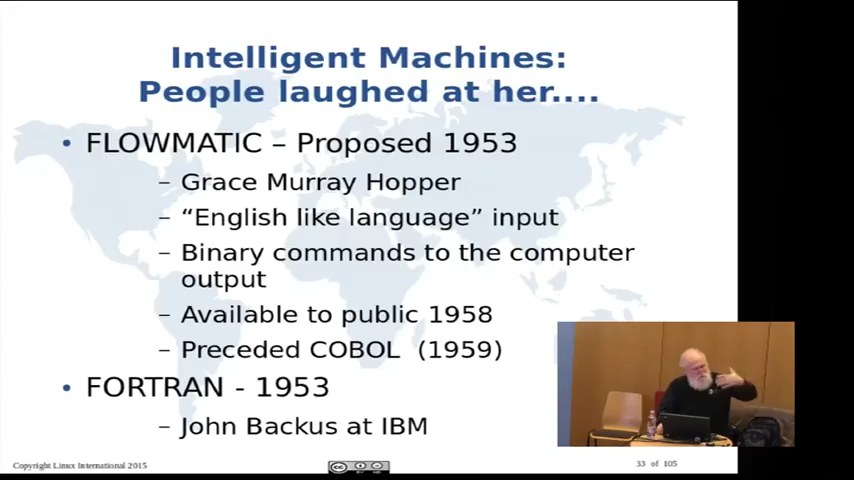 Intelligent Machines:
People laughed at her....
• FLOWMATIC – Proposed 1953
– Grace Murray Hopper
– “English like language” input
– Binary commands to the computer
output
– Available to public 1958
– Preceded COBOL (1959)
• FORTRAN - 1953
– John Backus at IBM
Copyright Linux International 2015
33 of 105